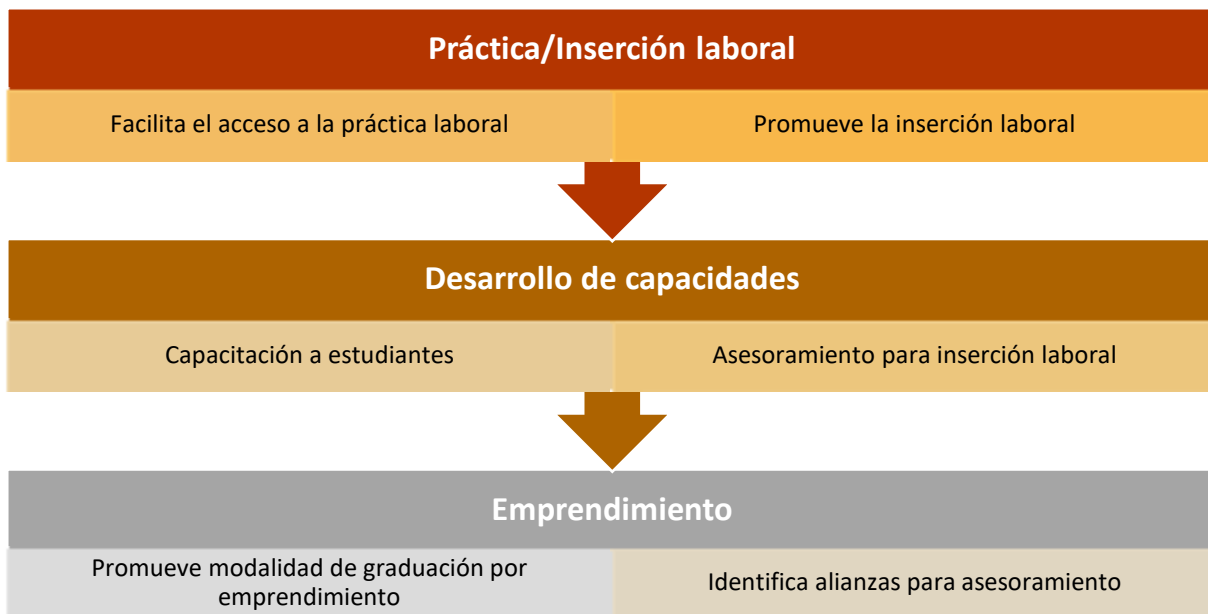 Práctica/Inserción laboral
Facilita el acceso a la práctica laboral
Promueve la inserción laboral
Desarrollo de capacidades
Capacitación a estudiantes
Asesoramiento para inserción laboral
Emprendimiento
Promueve modalidad de graduación por
emprendimiento
Identifica alianzas para asesoramiento